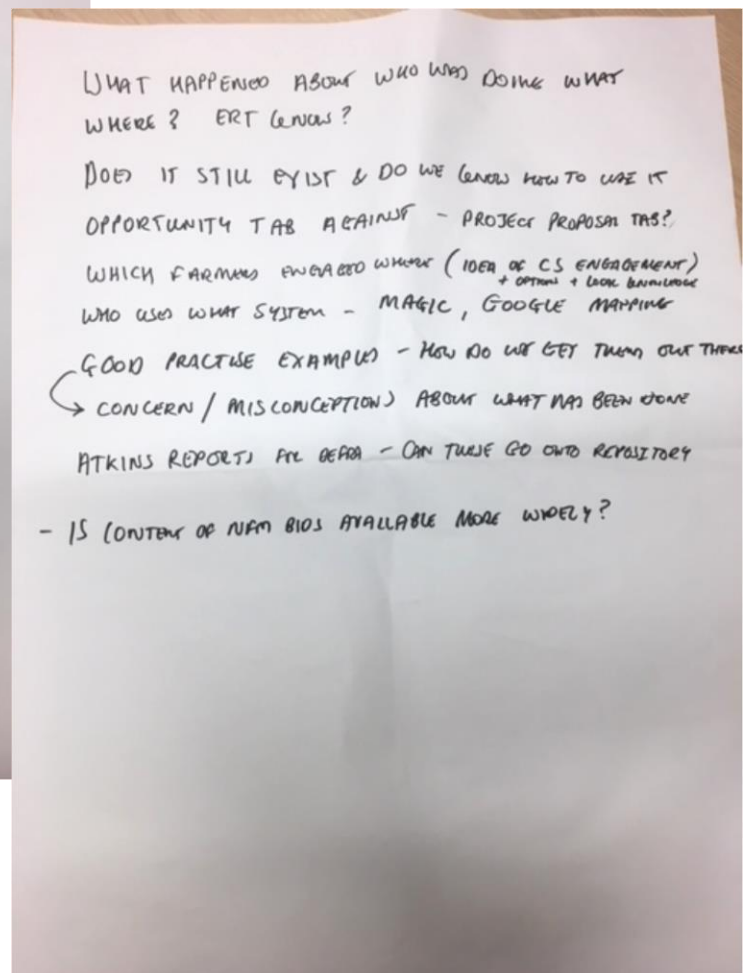 WHAT HAPPENED ABOUT WHO WAS DOING WHAT
WHERE? ERT KNOW?
DOES IT STILL EXIST & DO WE KNOW HOW TO USE IT
OPPORTUNITY TAB AGAINST - PROJECT PROPOSAL TAB?
WHICH FARMERS ENGAGED WHERE (IDEA OF CS ENGAGEMENT)
+ OPTIONS + LOCAL KNOWLEDGE
WHO USES WHAT SYSTEM - MAGIC, GOOGLE MAPPING
GOOD PRACTISE EXAMPLES - HOW DO WE GET THEM OUT THERE
CONCERN / MISCONCEPTIONS ABOUT WHAT HAS BEEN DONE
ATKINS REPORTS FOR DEFRA - CAN THESE GO ONTO REPOSITORY
- IS CONTENT OF NFM BIDS AVAILABLE MORE WIDELY?